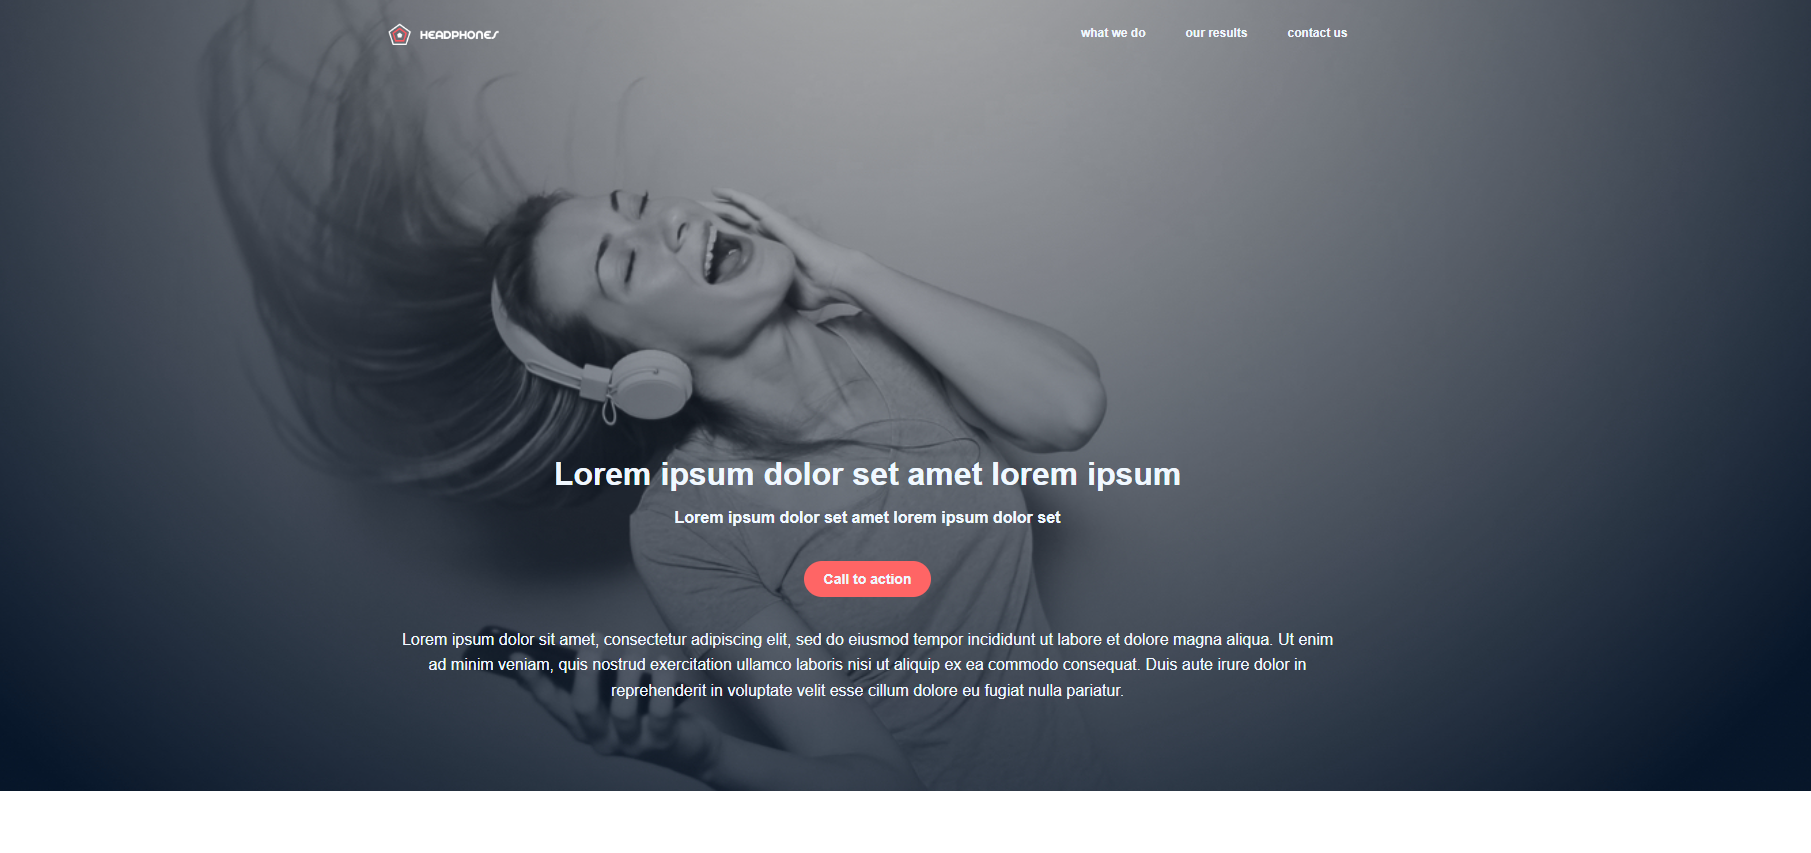 HEADPHONES
what we do our results contact us
Lorem ipsum dolor set amet lorem ipsum
Lorem ipsum dolor set amet lorem ipsum dolor set
Call to action
Lorem ipsum dolor sit amet, consectetur adipiscing elit, sed do eiusmod tempor incididunt ut labore et dolore magna aliqua. Ut enim
ad minim veniam, quis nostrud exercitation ullamco laboris nisi ut aliquip ex ea commodo consequat. Duis aute irure dolor in
reprehenderit in voluptate velit esse cillum dolore eu fugiat nulla pariatur.